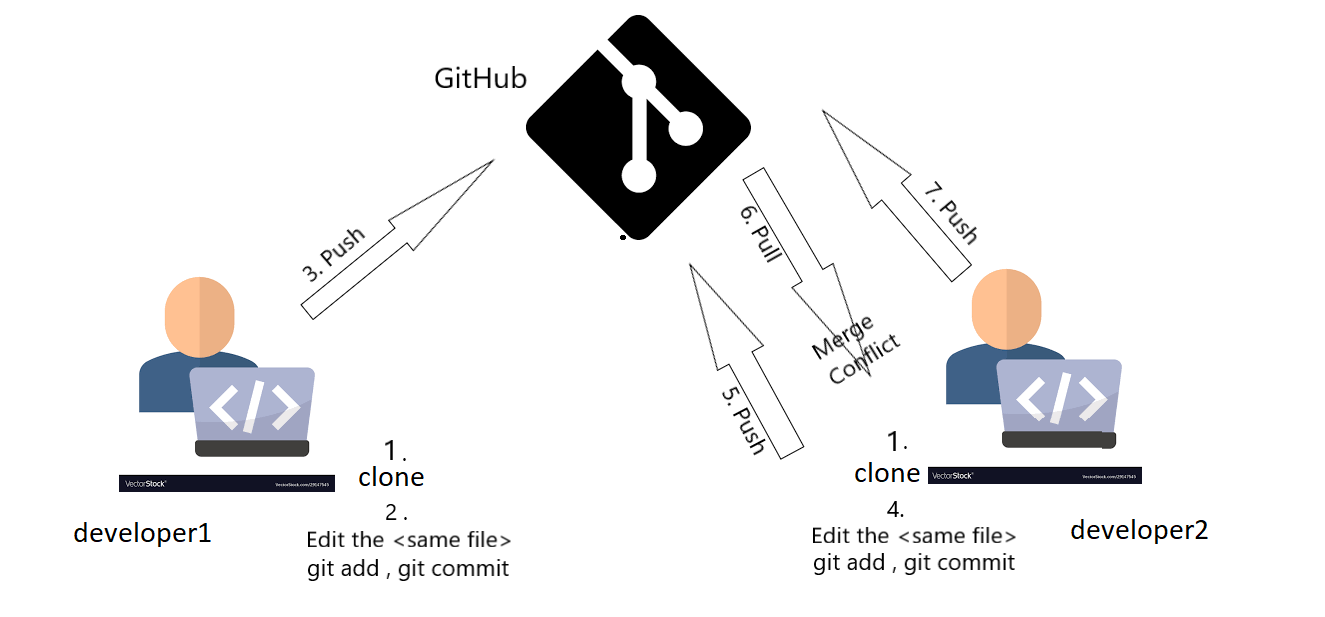 GitHub
3. Push
7. Push
6. Pull
Merge
Conflict
5. Push
1.
clone
2 .
Edit the <same file>
git add , git commit
developer1
1.
clone
4.
Edit the <same file>
git add , git commit
developer2
VectorStock®
VectorStock.com/29147945
VectorStock®
VectorStock.com/29147945